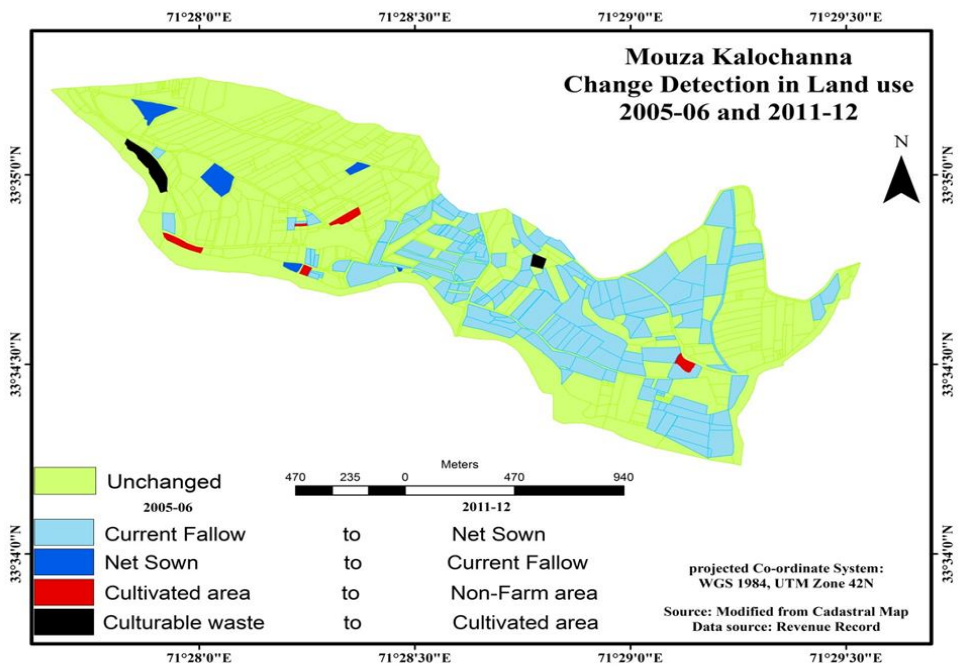 71°28'0"E 71°28'30"E 71°29'0"E 71°29'30"E
Mouza Kalochanna
Change Detection in Land use
2005-06 and 2011-12
N
33°35'0"N 33°35'0"N
33°34'30"N 33°34'30"N
33°34'0"N 33°34'0"N
Meters
470 235 0 470 940
Unchanged
2005-06 2011-12
Current Fallow to Net Sown
Net Sown to Current Fallow
Cultivated area to Non-Farm area
Culturable waste to Cultivated area
projected Co-ordinate System:
WGS 1984, UTM Zone 42N
Source: Modified from Cadastral Map
Data source: Revenue Record
71°28'0"E 71°28'30"E 71°29'0"E 71°29'30"E